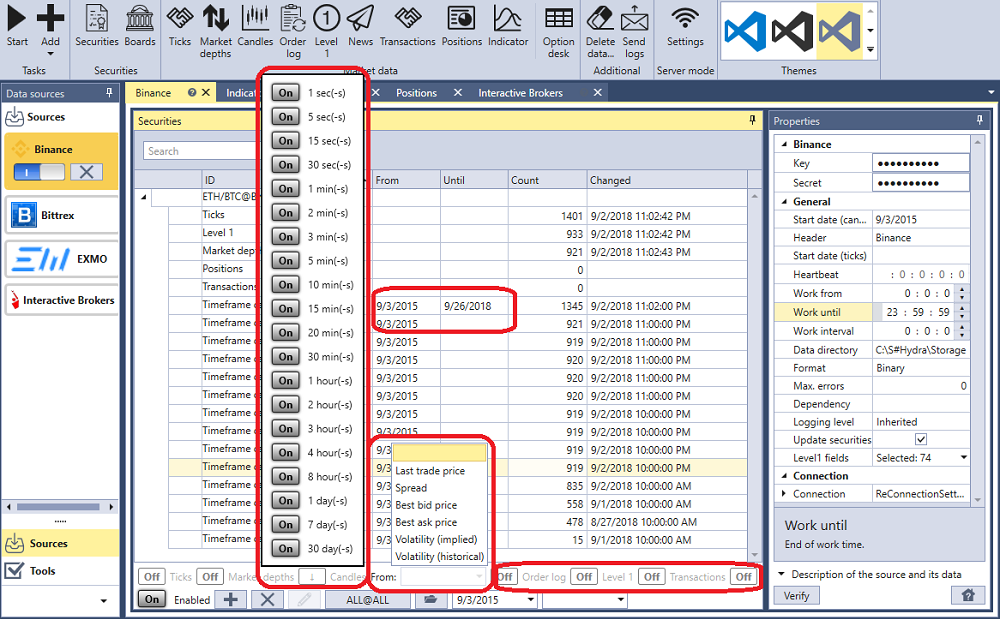 Start
Add
Tasks
Securities
Boards
Securities
Ticks
Market depths
Candles
Order log
Level 1
News
Transactions
Positions
Indicator
Market data
Option desk
Delete data...
Send logs
Additional
Settings
Server mode
Themes
Data sources
Sources
Binance
Bittrex
EXMO
Interactive Brokers
Sources
Tools
Binance
Indicat
Positions
Interactive Brokers
Securities
Search
ID From Until Count Changed
ETH/BTC@B
Ticks 1401 9/2/2018 11:02:42 PM
Level 1 933 9/2/2018 11:02:42 PM
Market dept 921 9/2/2018 11:02:43 PM
Positions 0
Transactions 0
Timeframe 9/3/2015 9/26/2018 1345 9/2/2018 11:02:00 PM
Timeframe 9/3/2015 921 9/2/2018 11:00:00 PM
Timeframe 9/3/2015 919 9/2/2018 11:00:00 PM
Timeframe 9/3/2015 920 9/2/2018 11:00:00 PM
Timeframe 9/3/2015 920 9/2/2018 11:00:00 PM
Timeframe 9/3/2015 920 9/2/2018 10:00:00 PM
Timeframe 9/3/2015 919 9/2/2018 10:00:00 PM
Timeframe 9/3/2015 919 9/2/2018 10:00:00 PM
Timeframe 9/3 919 9/2/2018 10:00:00 PM
Timeframe 9/3 919 9/2/2018 10:00:00 PM
Timeframe 9/3 835 9/2/2018 10:00:00 AM
Timeframe 9/3 558 9/1/2018 10:00:00 AM
Timeframe 9/3 478 8/27/2018 10:00:00 AM
Timeframe 9/3 15 9/1/2018 10:00:00 AM
On 1 sec(-s)
On 5 sec(-s)
On 15 sec(-s)
On 30 sec(-s)
On 1 min(-s)
On 2 min(-s)
On 3 min(-s)
On 5 min(-s)
On 10 min(-s)
On 15 min(-s)
On 20 min(-s)
On 30 min(-s)
On 1 hour(-s)
On 2 hour(-s)
On 3 hour(-s)
On 4 hour(-s)
On 8 hour(-s)
On 1 day(-s)
On 7 day(-s)
On 30 day(-s)
Last trade price
Spread
Best bid price
Best ask price
Volatility (implied)
Volatility (historical)
Off Ticks Off Market depths ↓ Candles From: Off Order log Off Level 1 Off Transactions Off
On Enabled ALL@ALL 9/3/2015
Properties
Binance
Key ●●●●●●●●●●
Secret ●●●●●●●●●●
General
Start date (can... 9/3/2015
Header Binance
Start date (ticks)
Heartbeat : 0 : 0 : 0 : 0
Work from 0 : 0 : 0
Work until 23 : 59 : 59
Work interval 0 : 0 : 0
Data directory C:\S#Hydra\Storage
Format Binary
Max. errors 0
Dependency
Logging level Inherited
Update securities
Level1 fields Selected: 74
Connection
Connection ReConnectionSett...
Work until
End of work time.
Description of the source and its data
Verify